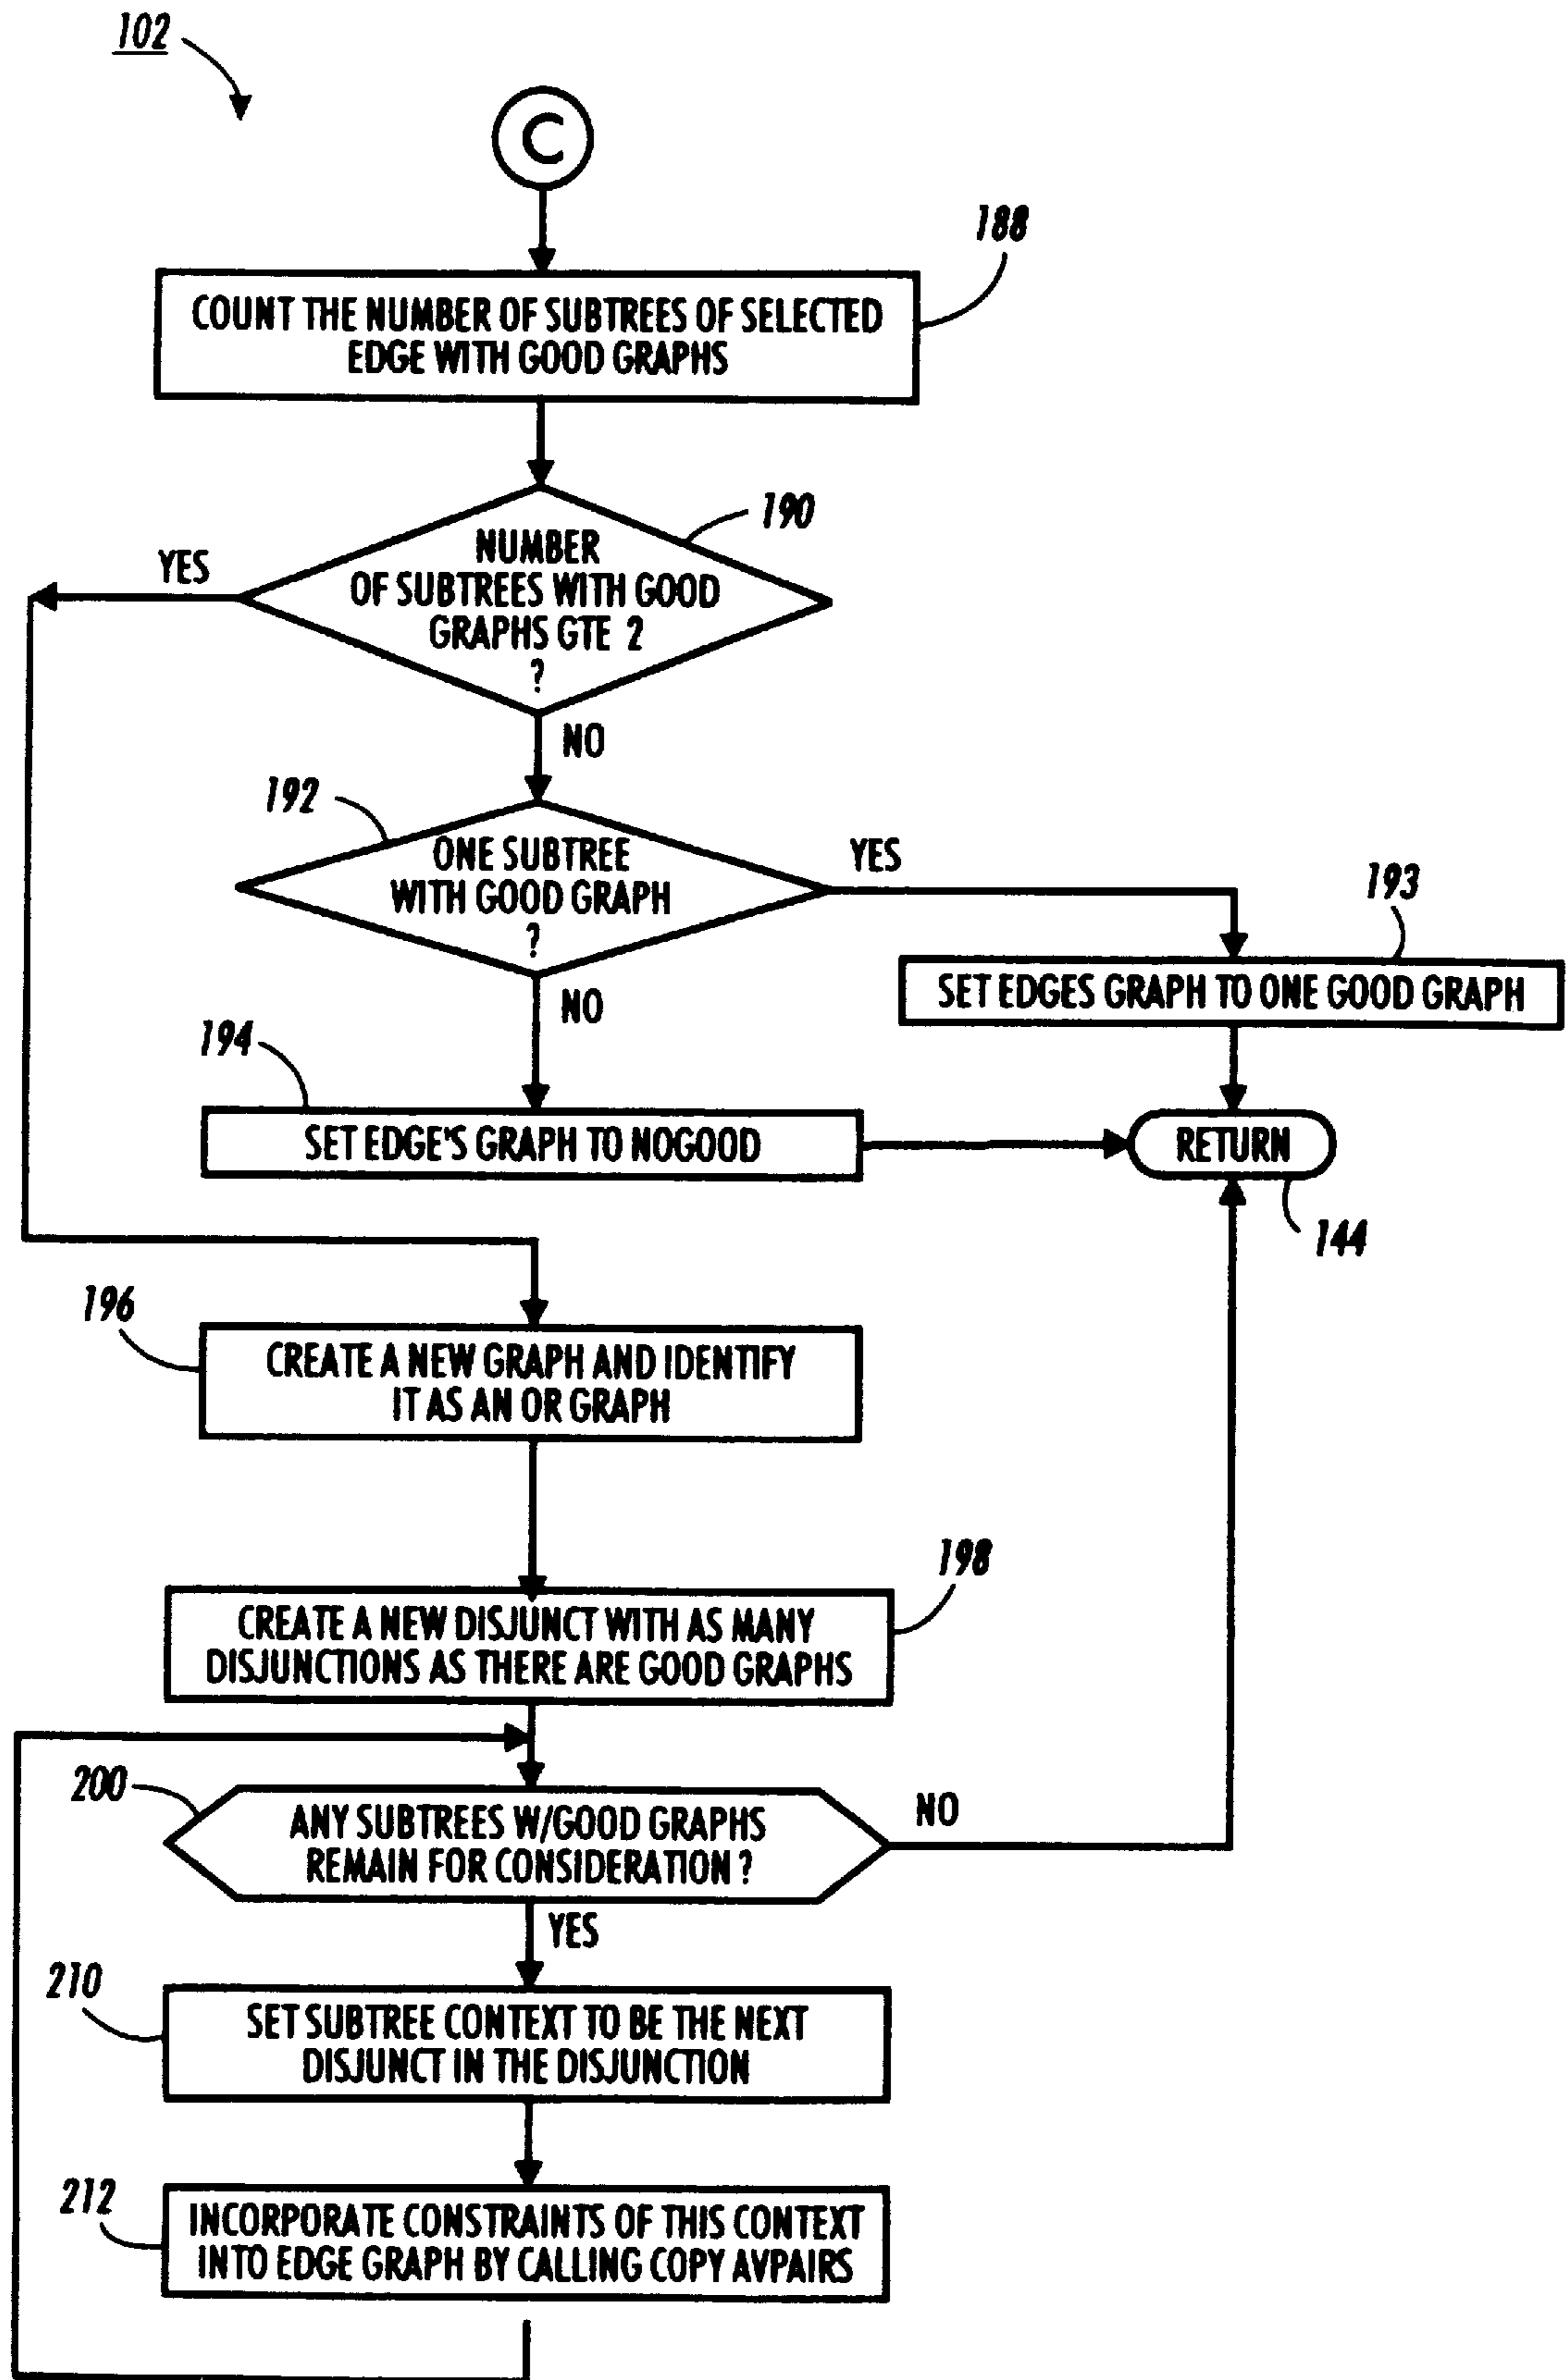 102
C
188
COUNT THE NUMBER OF SUBTREES OF SELECTED
EDGE WITH GOOD GRAPHS
190
YES
NUMBER
OF SUBTREES WITH GOOD
GRAPHS GTE 2
?
NO
192
ONE SUBTREE
WITH GOOD GRAPH
?
YES
193
SET EDGES GRAPH TO ONE GOOD GRAPH
NO
194
SET EDGE'S GRAPH TO NOGOOD
RETURN
144
196
CREATE A NEW GRAPH AND IDENTIFY
IT AS AN OR GRAPH
198
CREATE A NEW DISJUNCT WITH AS MANY
DISJUNCTIONS AS THERE ARE GOOD GRAPHS
200
ANY SUBTREES W/GOOD GRAPHS
REMAIN FOR CONSIDERATION ?
NO
YES
210
SET SUBTREE CONTEXT TO BE THE NEXT
DISJUNCT IN THE DISJUNCTION
212
INCORPORATE CONSTRAINTS OF THIS CONTEXT
INTO EDGE GRAPH BY CALLING COPY AVPAIRS